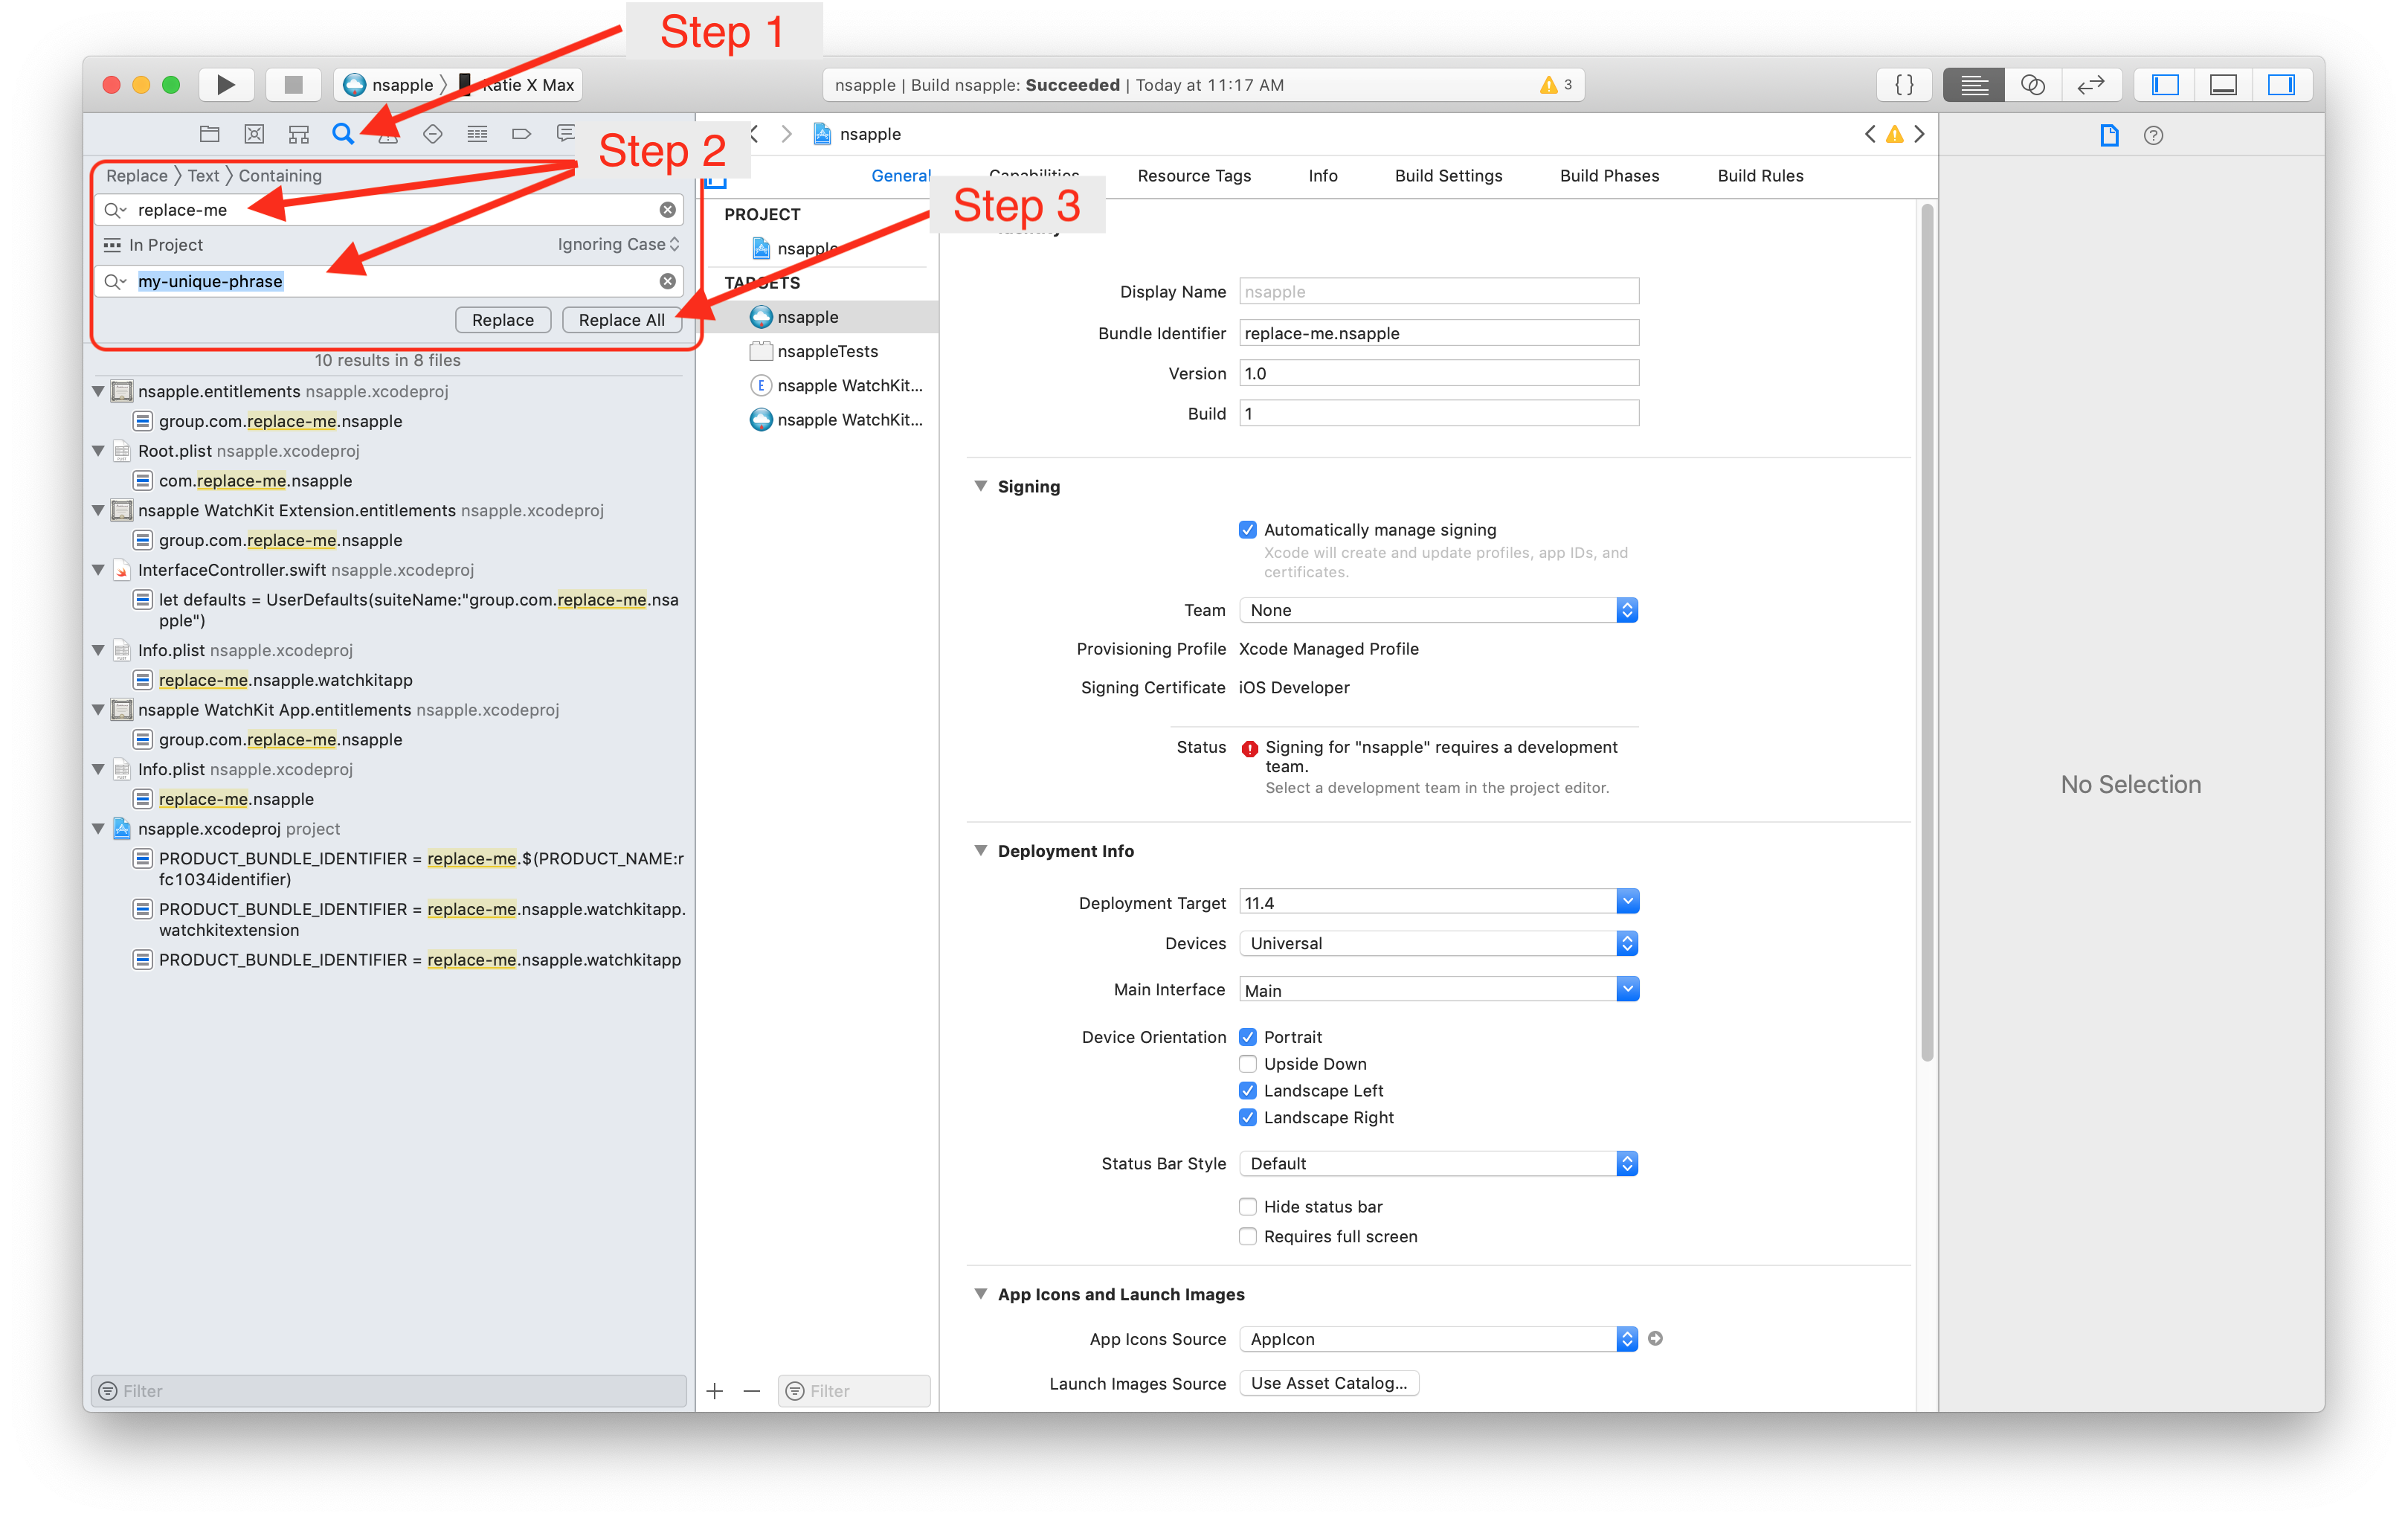 Step 1
nsapple 〉 Katie X Max
nsapple | Build nsapple: Succeeded | Today at 11:17 AM
3
{ }
Step 2
nsapple
Replace 〉 Text 〉 Containing
replace-me
In Project
Ignoring Case
my-unique-phrase
Replace
Replace All
10 results in 8 files
nsapple.entitlements nsapple.xcodeproj
group.com.replace-me.nsapple
Root.plist nsapple.xcodeproj
com.replace-me.nsapple
nsapple WatchKit Extension.entitlements nsapple.xcodeproj
group.com.replace-me.nsapple
InterfaceController.swift nsapple.xcodeproj
let defaults = UserDefaults(suiteName:"group.com.replace-me.nsa
pple")
Info.plist nsapple.xcodeproj
replace-me.nsapple.watchkitapp
nsapple WatchKit App.entitlements nsapple.xcodeproj
group.com.replace-me.nsapple
Info.plist nsapple.xcodeproj
replace-me.nsapple
nsapple.xcodeproj project
PRODUCT_BUNDLE_IDENTIFIER = replace-me.$(PRODUCT_NAME:r
fc1034identifier)
PRODUCT_BUNDLE_IDENTIFIER = replace-me.nsapple.watchkitapp.
watchkitextension
PRODUCT_BUNDLE_IDENTIFIER = replace-me.nsapple.watchkitapp
Filter
General
Capabilities
Resource Tags
Info
Build Settings
Build Phases
Build Rules
Step 3
PROJECT
nsapple
TARGETS
nsapple
nsappleTests
E
nsapple WatchKit...
nsapple WatchKit...
Filter
Identity
Display Name
nsapple
Bundle Identifier
replace-me.nsapple
Version
1.0
Build
1
Signing
Automatically manage signing
Xcode will create and update profiles, app IDs, and
certificates.
Team
None
Provisioning Profile
Xcode Managed Profile
Signing Certificate
iOS Developer
Status
Signing for "nsapple" requires a development
team.
Select a development team in the project editor.
Deployment Info
Deployment Target
11.4
Devices
Universal
Main Interface
Main
Device Orientation
Portrait
Upside Down
Landscape Left
Landscape Right
Status Bar Style
Default
Hide status bar
Requires full screen
App Icons and Launch Images
App Icons Source
AppIcon
Launch Images Source
Use Asset Catalog...
No Selection